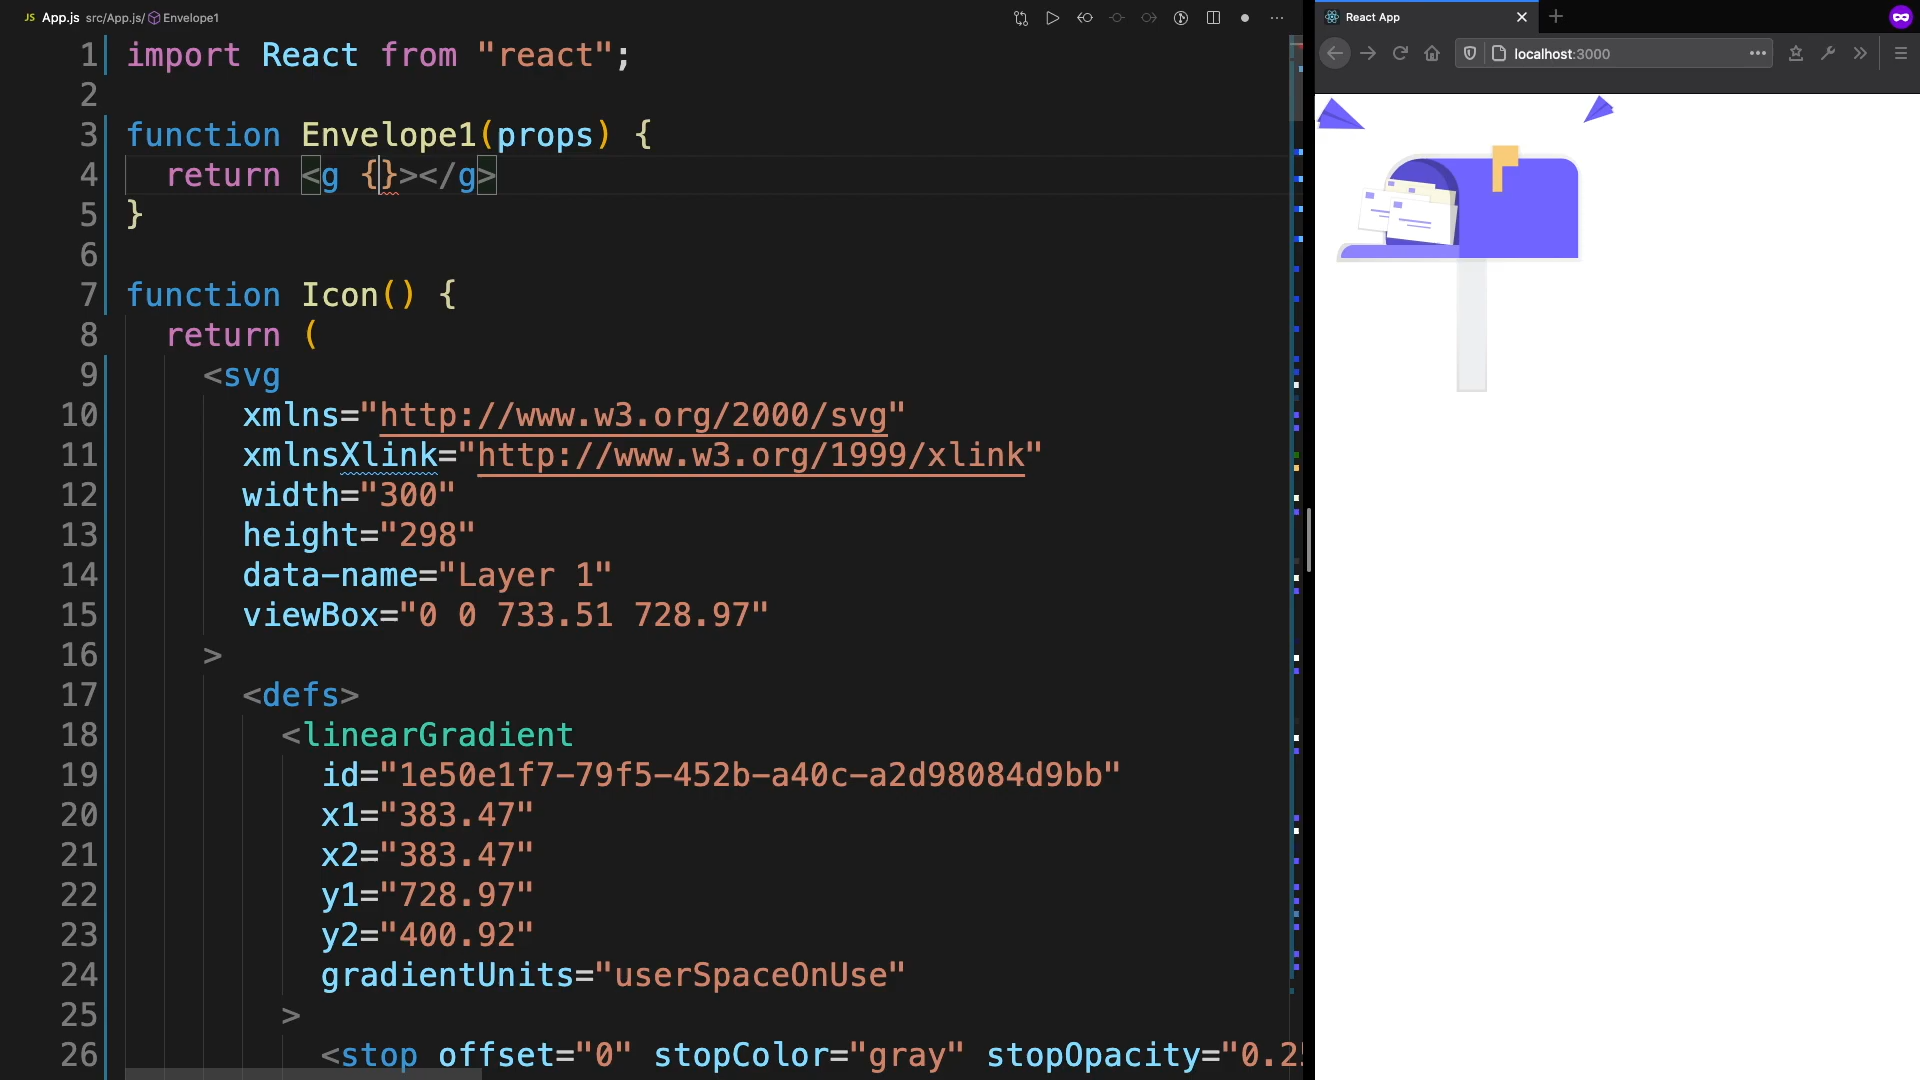 JS App.js src/App.js/ Envelope1
1 import React from "react";
2
3 function Envelope1(props) {
4 return <g {}></g>
5 }
6
7 function Icon() {
8 return (
9 <svg
10 xmlns="http://www.w3.org/2000/svg"
11 xmlnsXlink="http://www.w3.org/1999/xlink"
12 width="300"
13 height="298"
14 data-name="Layer 1"
15 viewBox="0 0 733.51 728.97"
16 >
17 <defs>
18 <linearGradient
19 id="1e50e1f7-79f5-452b-a40c-a2d98084d9bb"
20 x1="383.47"
21 x2="383.47"
22 y1="728.97"
23 y2="400.92"
24 gradientUnits="userSpaceOnUse"
25 >
26 <stop offset="0" stopColor="gray" stopOpacity="0.2
React App
localhost:3000